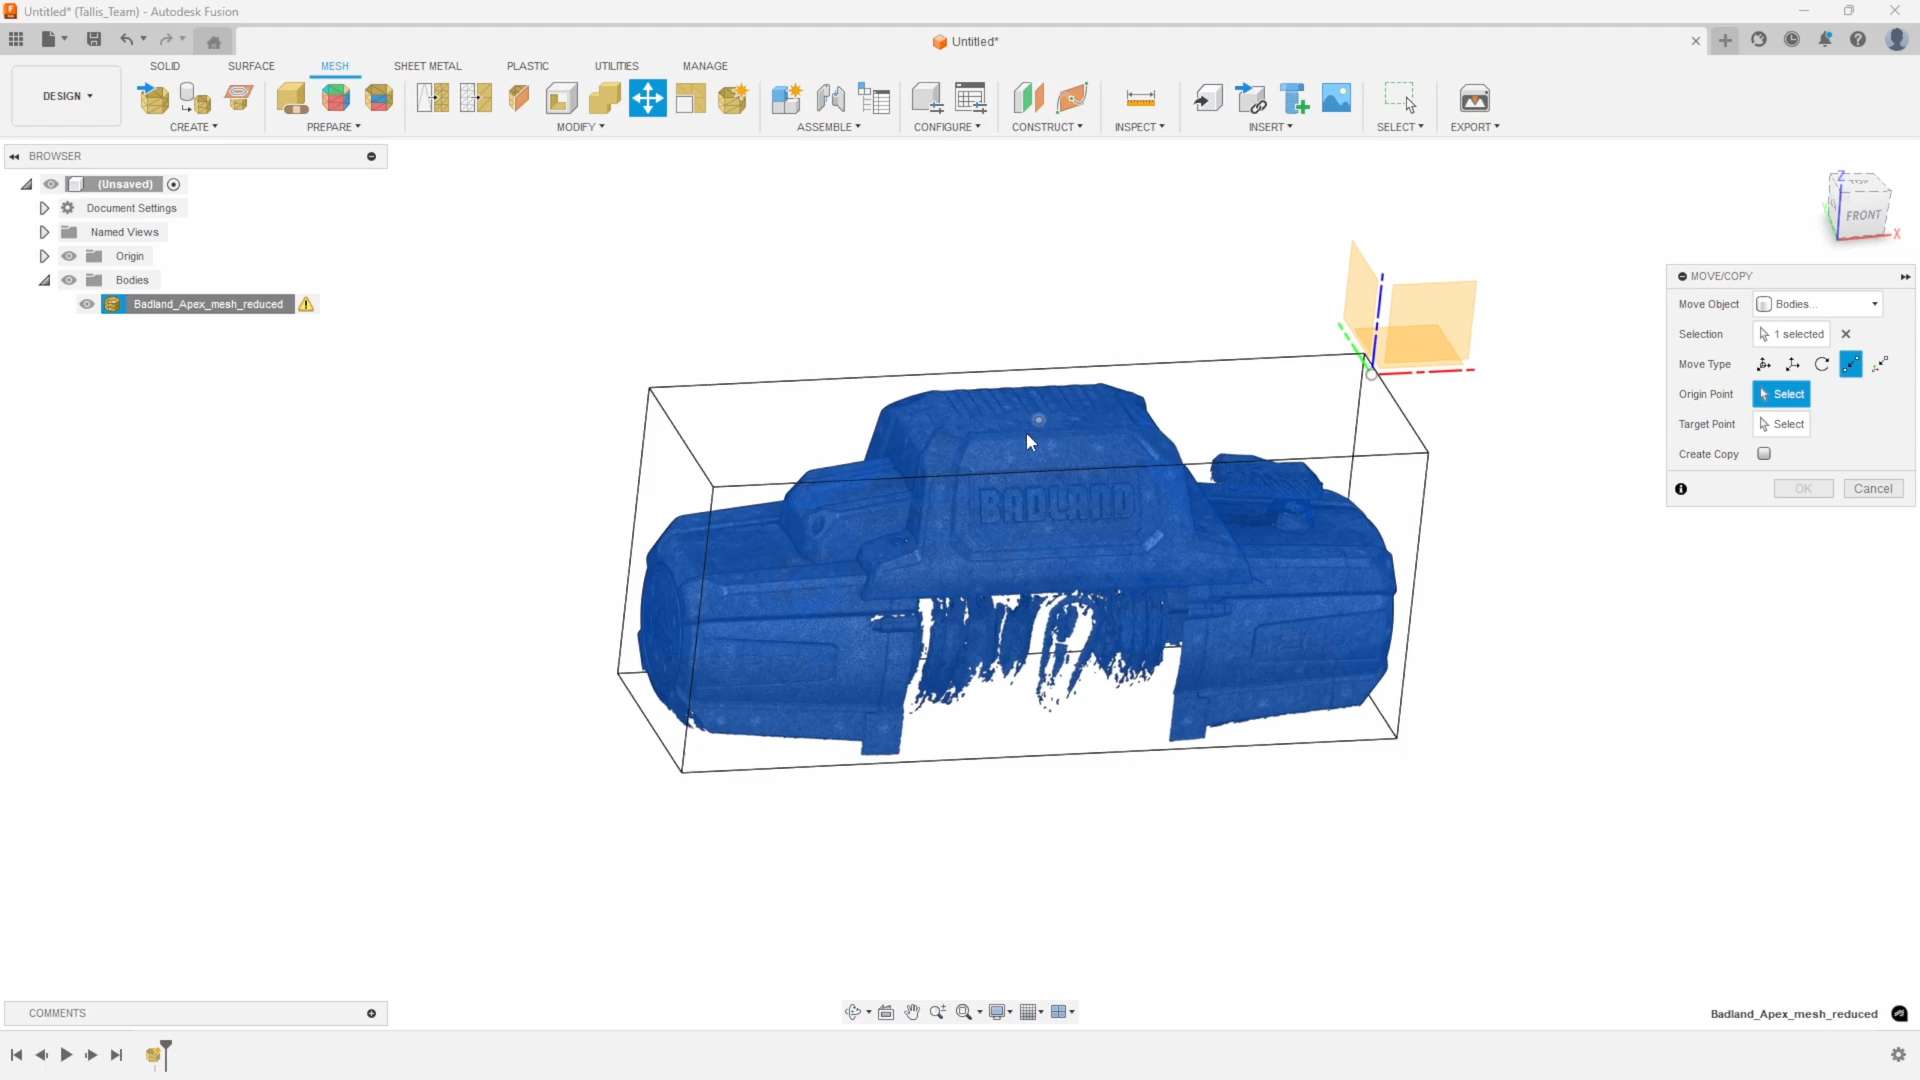 Untitled* (Tallis_Team) - Autodesk Fusion
Untitled*
SOLID SURFACE MESH SHEET METAL PLASTIC UTILITIES MANAGE
DESIGN
CREATE PREPARE MODIFY ASSEMBLE CONFIGURE CONSTRUCT INSPECT INSERT SELECT EXPORT
BROWSER
(Unsaved)
Document Settings
Named Views
Origin
Bodies
Badland_Apex_mesh_reduced
Z
FRONT
X
MOVE/COPY
Move Object Bodies...
Selection 1 selected
Move Type
Origin Point Select
Target Point Select
Create Copy
OK Cancel
BADLAND
COMMENTS
Badland_Apex_mesh_reduced